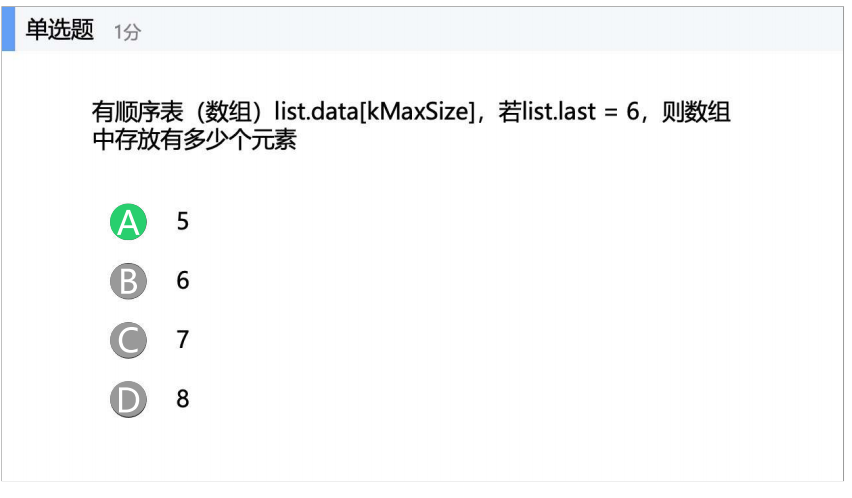 单选题 1分
有顺序表（数组）list.data[kMaxSize]，若list.last = 6，则数组
中存放有多少个元素
A 5
B 6
C 7
D 8